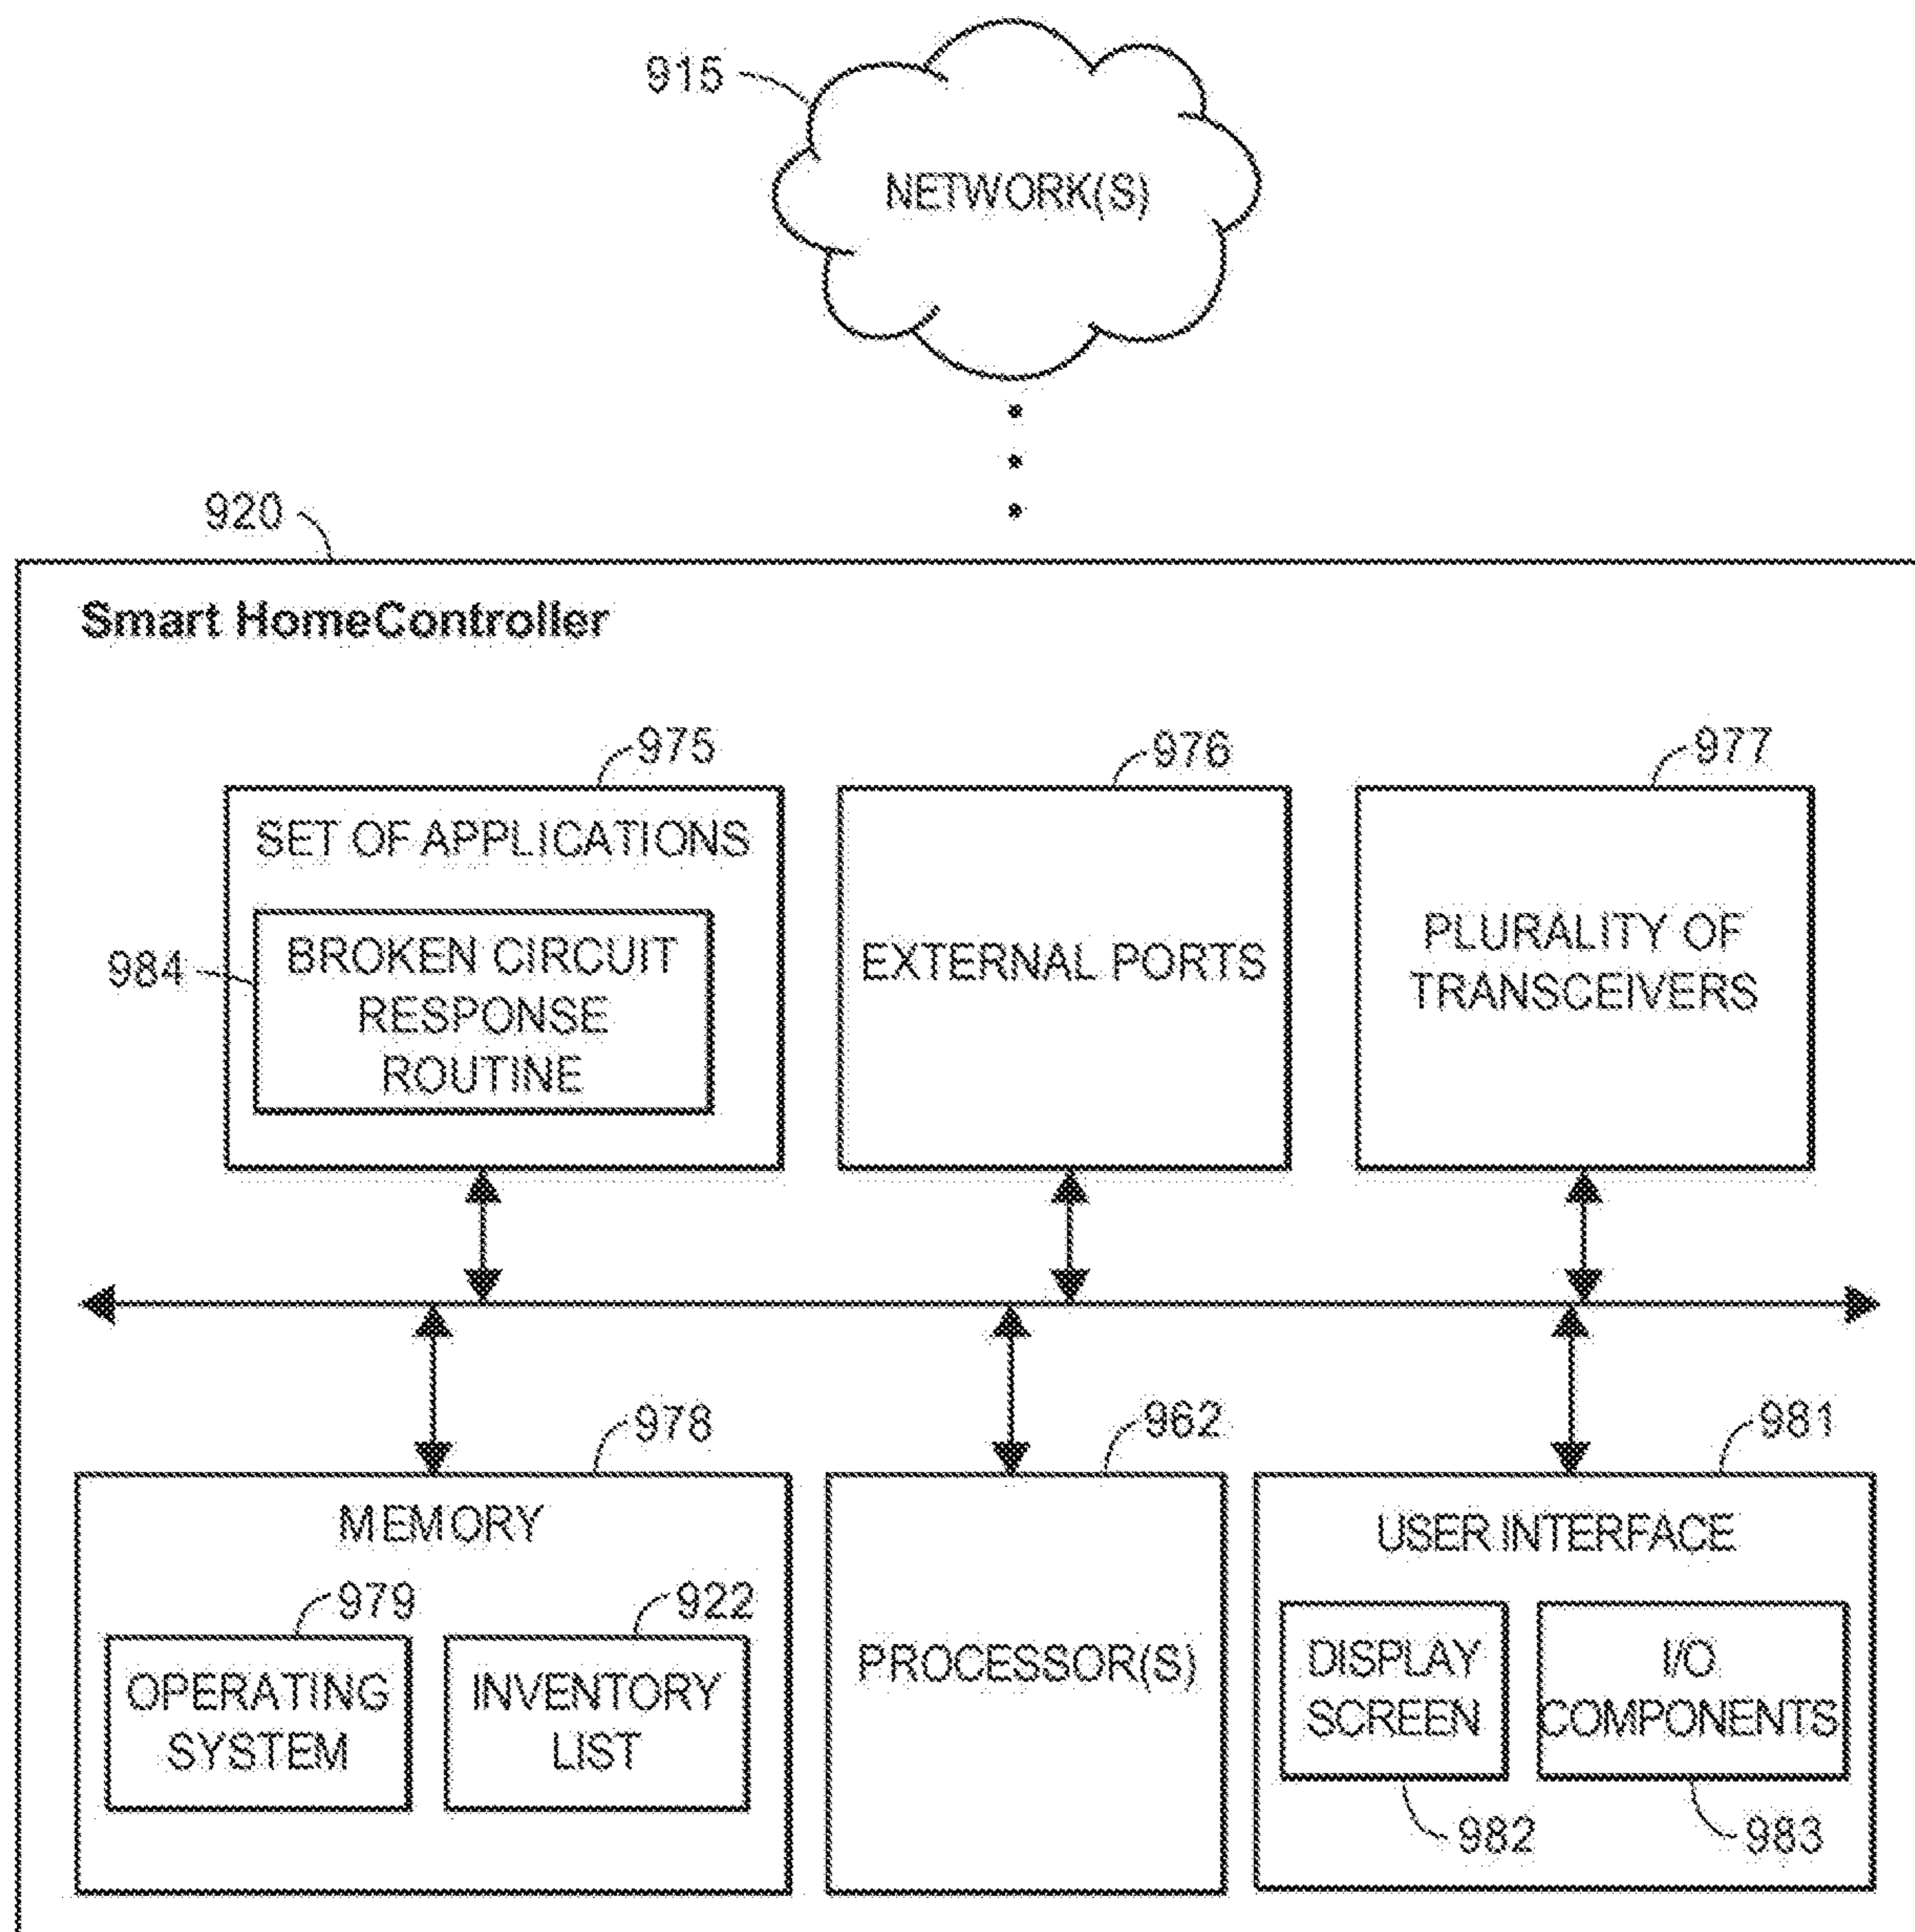 915
NETWORK(S)
920
Smart HomeController
975
976
977
SET OF APPLICATIONS
EXTERNAL PORTS
PLURALITY OF
TRANSCEIVERS
984
BROKEN CIRCUIT
RESPONSE
ROUTINE
978
962
981
MEMORY
PROCESSOR(S)
USER INTERFACE
979
922
OPERATING
SYSTEM
INVENTORY
LIST
DISPLAY
SCREEN
I/O
COMPONENTS
982
983